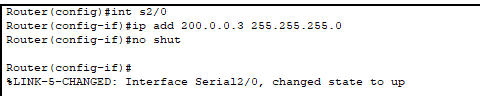 Router(config)#int s2/0
Router(config-if)#ip add 200.0.0.3 255.255.255.0
Router(config-if)#no shut
Router(config-if)#
%LINK-5-CHANGED: Interface Serial2/0, changed state to up